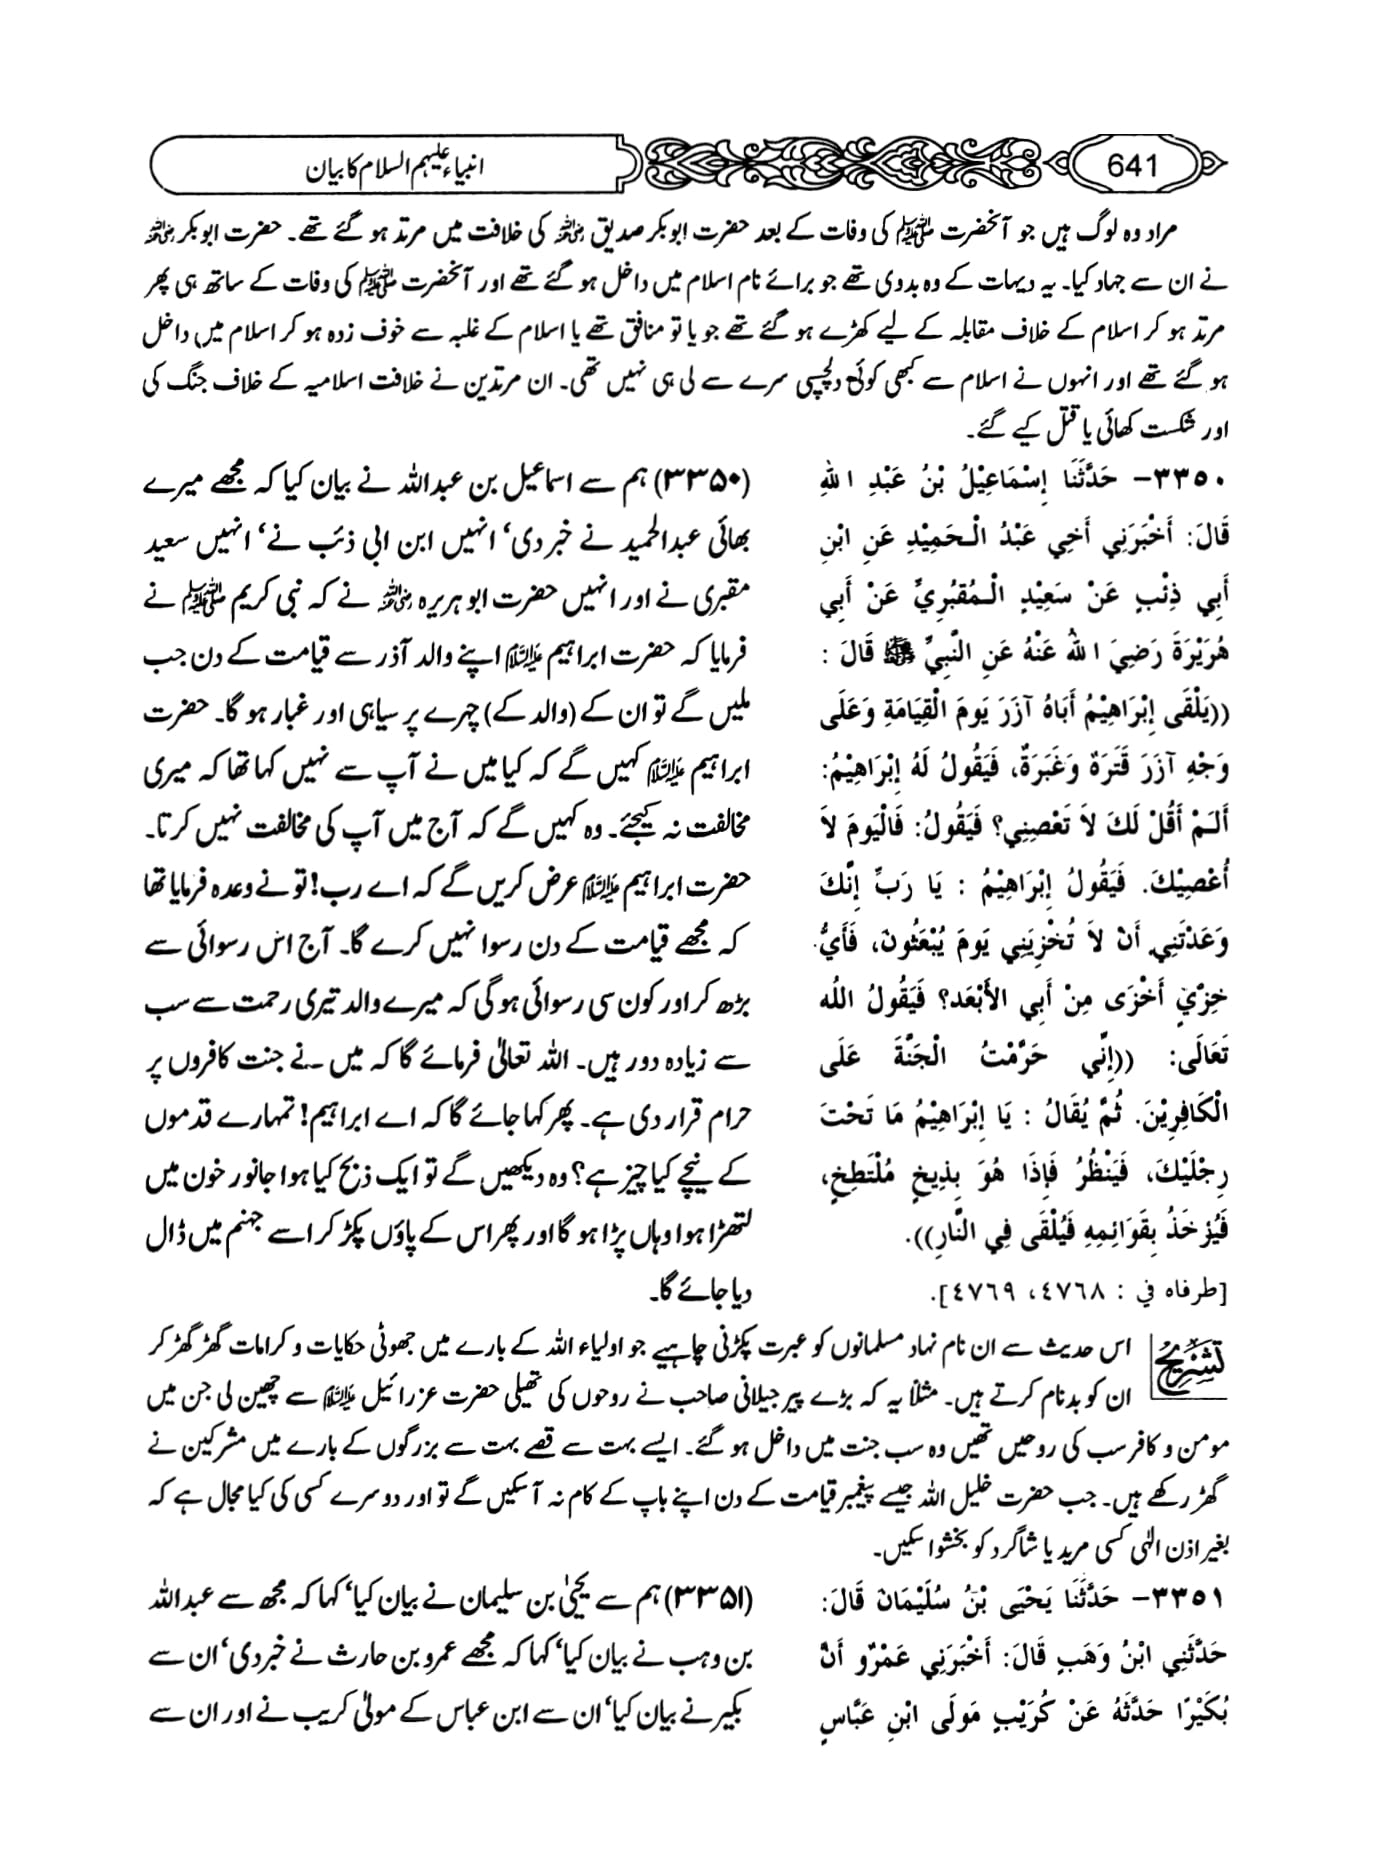 641
انبیاء علیہم السلام کا بیان
مراد وہ لوگ ہیں جو آنحضرت ﷺ کی وفات کے بعد حضرت ابوبکر صدیق رضی اللہ عنہ کی خلافت میں مرتد ہو گئے تھے۔ حضرت ابوبکر رضی اللہ عنہ
نے ان سے جہاد کیا۔ یہ دیہات کے وہ بدوی تھے جو برائے نام اسلام میں داخل ہو گئے تھے اور آنحضرت ﷺ کی وفات کے ساتھ ہی پھر
مرتد ہو کر اسلام کے خلاف مقابلہ کے لیے کھڑے ہو گئے تھے جو یا تو منافق تھے یا اسلام کے غلبہ سے خوف زدہ ہو کر اسلام میں داخل
ہو گئے تھے اور انہوں نے اسلام سے کبھی کوئی دلچسپی سرے سے لی ہی نہیں تھی۔ ان مرتدین نے خلافت اسلامیہ کے خلاف جنگ کی
اور شکست کھائی یا قتل کیے گئے۔
٣٣٥٠- حَدَّثَنَا إِسْمَاعِيْلُ بْنُ عَبْدِ اللهِ
قَالَ: أَخْبَرَنِي أَخِي عَبْدُ الْحَمِيْدِ عَنِ ابْنِ
أَبِي ذِئْبٍ عَنْ سَعِيْدٍ الْمَقْبُرِيِّ عَنْ أَبِي
هُرَيْرَةَ رَضِيَ اللهُ عَنْهُ عَنِ النَّبِيِّ ﷺ قَالَ :
((يَلْقَى إِبْرَاهِيْمُ أَبَاهُ آزَرَ يَوْمَ الْقِيَامَةِ وَعَلَى
وَجْهِ آزَرَ قَتَرَةٌ وَغَبَرَةٌ، فَيَقُولُ لَهُ إِبْرَاهِيْمُ:
أَلَمْ أَقُلْ لَكَ لاَ تَعْصِنِي؟ فَيَقُولُ: فَالْيَومَ لاَ
أَعْصِيْكَ. فَيَقُولُ إِبْرَاهِيْمُ : يَا رَبِّ إِنَّكَ
وَعَدْتَنِي أَنْ لاَ تُخْزِيَنِي يَومَ يُبْعَثُونَ، فَأَيُّ
خِزْيٍ أَخْزَى مِنْ أَبِي الأَبْعَد؟ فَيَقُولُ اللهُ
تَعَالَى: ((إِنِّي حَرَّمْتُ الْجَنَّةَ عَلَى
الْكَافِرِيْنَ. ثُمَّ يُقَالُ : يَا إِبْرَاهِيْمُ مَا تَحْتَ
رِجْلَيْكَ، فَيَنْظُرُ فَإِذَا هُوَ بِذِيخٍ مُلْتَطِخٍ،
فَيُؤخَذُ بِقَوَائِمِهِ فَيُلْقَى فِي النَّارِ)).
[طرفاه في : ٤٧٦٨، ٤٧٦٩].
(۳۳۵۰) ہم سے اسماعیل بن عبداللہ نے بیان کیا کہ مجھے میرے
بھائی عبدالحمید نے خبر دی‘ انہیں ابن ابی ذئب نے‘ انہیں سعید
مقبری نے اور انہیں حضرت ابو ہریرہ رضی اللہ عنہ نے کہ نبی کریم ﷺ نے
فرمایا کہ حضرت ابراہیم علیہ السلام اپنے والد آذر سے قیامت کے دن جب
ملیں گے تو ان کے (والد کے) چہرے پر سیاہی اور غبار ہو گا۔ حضرت
ابراہیم علیہ السلام کہیں گے کہ کیا میں نے آپ سے نہیں کہا تھا کہ میری
مخالفت نہ کیجئے۔ وہ کہیں گے کہ آج میں آپ کی مخالفت نہیں کرتا۔
حضرت ابراہیم علیہ السلام عرض کریں گے کہ اے رب! تو نے وعدہ فرمایا تھا
کہ مجھے قیامت کے دن رسوا نہیں کرے گا۔ آج اس رسوائی سے
بڑھ کر اور کون سی رسوائی ہو گی کہ میرے والد تیری رحمت سے سب
سے زیادہ دور ہیں۔ اللہ تعالیٰ فرمائے گا کہ میں نے جنت کافروں پر
حرام قرار دی ہے۔ پھر کہا جائے گا کہ اے ابراہیم! تمہارے قدموں
کے نیچے کیا چیز ہے؟ وہ دیکھیں گے تو ایک ذبح کیا ہوا جانور خون میں
لتھڑا ہوا وہاں پڑا ہو گا اور پھر اس کے پاؤں پکڑ کر اسے جہنم میں ڈال
دیا جائے گا۔
تشریح
اس حدیث سے ان نام نہاد مسلمانوں کو عبرت پکڑنی چاہیے جو اولیاء اللہ کے بارے میں جھوٹی حکایات و کرامات گھڑ گھڑ کر
ان کو بدنام کرتے ہیں۔ مثلاً یہ کہ بڑے پیر جیلانی صاحب نے روحوں کی تھیلی حضرت عزرائیل علیہ السلام سے چھین لی جن میں
مومن و کافر سب کی روحیں تھیں وہ سب جنت میں داخل ہو گئے۔ ایسے بہت سے قصے بہت سے بزرگوں کے بارے میں مشرکین نے
گھڑ رکھے ہیں۔ جب حضرت خلیل اللہ جیسے پیغمبر قیامت کے دن اپنے باپ کے کام نہ آ سکیں گے تو اور دوسرے کسی کی کیا مجال ہے کہ
بغیر اذن الٰہی کسی مرید یا شاگرد کو بخشوا سکیں۔
٣٣٥١- حَدَّثَنَا يَحْيَى بْنُ سُلَيْمَانَ قَالَ:
حَدَّثَنِي ابْنُ وَهَبٍ قَالَ: أَخْبَرَنِي عَمْرٌو أَنَّ
بُكَيْرًا حَدَّثَهُ عَنْ كُرَيْبٍ مَولَى ابْنِ عَبَّاسٍ
(۳۳۵۱) ہم سے یحییٰ بن سلیمان نے بیان کیا‘ کہا کہ مجھ سے عبداللہ
بن وہب نے بیان کیا‘ کہا کہ مجھے عمرو بن حارث نے خبر دی‘ ان سے
بکیر نے بیان کیا‘ ان سے ابن عباس کے مولیٰ کریب نے اور ان سے